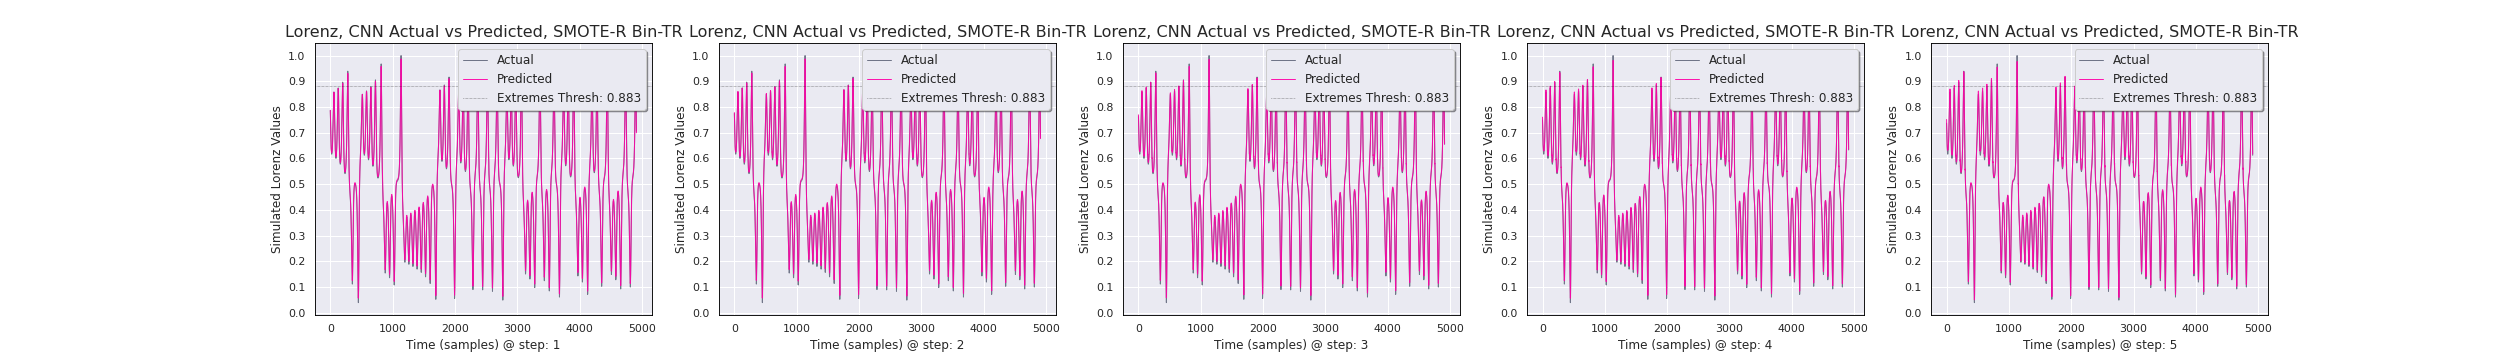 Lorenz, CNN Actual vs Predicted, SMOTE-R Bin-TR
1.0
0.9
0.8
0.7
0.6
0.5
0.4
0.3
0.2
0.1
0.0
Simulated Lorenz Values
Actual
Predicted
Extremes Thresh: 0.883
0 1000 2000 3000 4000 5000
Time (samples) @ step: 1
Lorenz, CNN Actual vs Predicted, SMOTE-R Bin-TR
1.0
0.9
0.8
0.7
0.6
0.5
0.4
0.3
0.2
0.1
0.0
Simulated Lorenz Values
Actual
Predicted
Extremes Thresh: 0.883
0 1000 2000 3000 4000 5000
Time (samples) @ step: 2
Lorenz, CNN Actual vs Predicted, SMOTE-R Bin-TR
1.0
0.9
0.8
0.7
0.6
0.5
0.4
0.3
0.2
0.1
0.0
Simulated Lorenz Values
Actual
Predicted
Extremes Thresh: 0.883
0 1000 2000 3000 4000 5000
Time (samples) @ step: 3
Lorenz, CNN Actual vs Predicted, SMOTE-R Bin-TR
1.0
0.9
0.8
0.7
0.6
0.5
0.4
0.3
0.2
0.1
0.0
Simulated Lorenz Values
Actual
Predicted
Extremes Thresh: 0.883
0 1000 2000 3000 4000 5000
Time (samples) @ step: 4
Lorenz, CNN Actual vs Predicted, SMOTE-R Bin-TR
1.0
0.9
0.8
0.7
0.6
0.5
0.4
0.3
0.2
0.1
0.0
Simulated Lorenz Values
Actual
Predicted
Extremes Thresh: 0.883
0 1000 2000 3000 4000 5000
Time (samples) @ step: 5